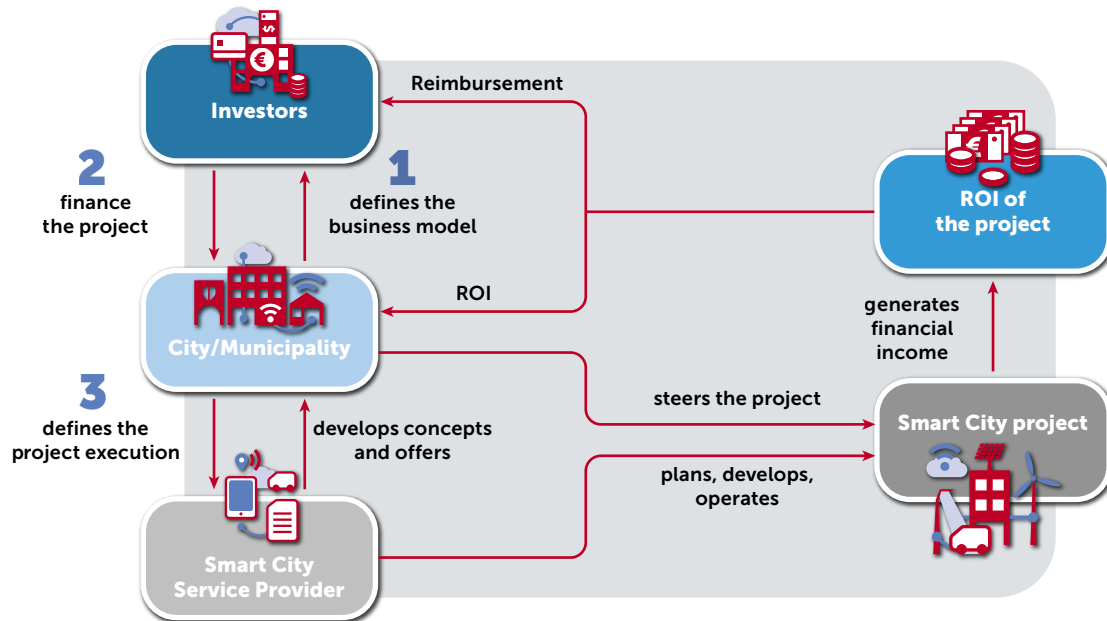 Investors
Reimbursement
2
finance
the project
1
defines the
business model
ROI of
the project
ROI
City/Municipality
generates
financial
income
3
defines the
project execution
develops concepts
and offers
steers the project
Smart City project
plans, develops,
operates
Smart City
Service Provider